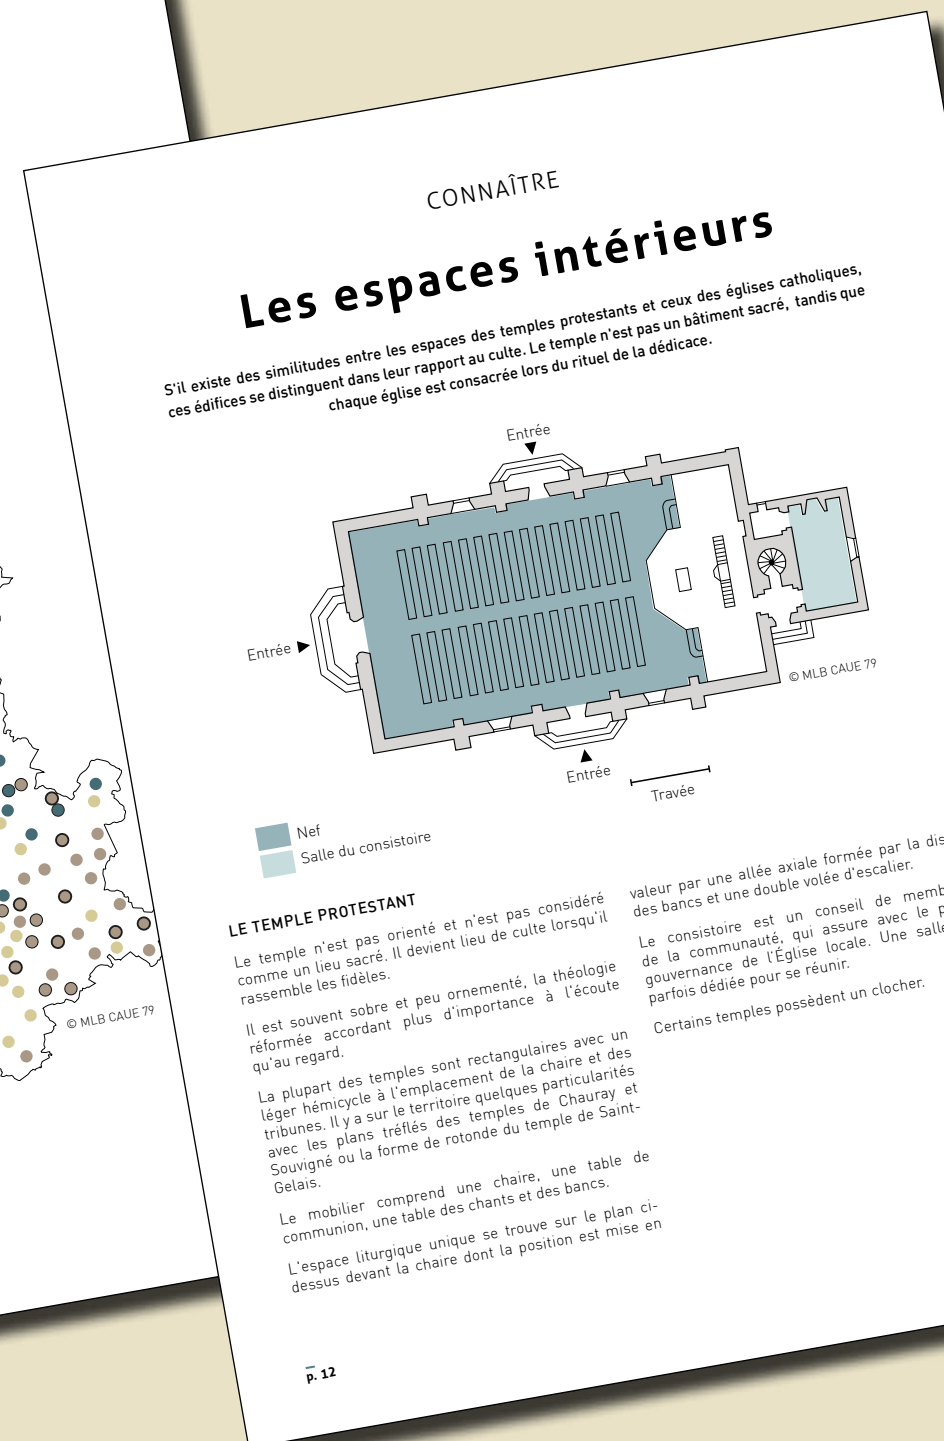 CONNAÎTRE
Les espaces intérieurs
S'il existe des similitudes entre les espaces des temples protestants et ceux des églises catholiques,
ces édifices se distinguent dans leur rapport au culte. Le temple n'est pas un bâtiment sacré, tandis que
chaque église est consacrée lors du rituel de la dédicace.
Entrée
Entrée
© MLB CAUE 79
Entrée
Travée
Nef
Salle du consistoire
LE TEMPLE PROTESTANT
Le temple n'est pas orienté et n'est pas considéré
comme un lieu sacré. Il devient lieu de culte lorsqu'il
rassemble les fidèles.
Il est souvent sobre et peu ornementé, la théologie
réformée accordant plus d'importance à l'écoute
qu'au regard.
La plupart des temples sont rectangulaires avec un
léger hémicycle à l'emplacement de la chaire et des
tribunes. Il y a sur le territoire quelques particularités
avec les plans tréflés des temples de Chauray et
Souvigné ou la forme de rotonde du temple de Saint-
Gelais.
Le mobilier comprend une chaire, une table de
communion, une table des chants et des bancs.
L'espace liturgique unique se trouve sur le plan ci-
dessus devant la chaire dont la position est mise en
valeur par une allée axiale formée par la
des bancs et une double volée d'escalier.
Le consistoire est un conseil de
de la communauté, qui assure avec le
gouvernance de l'Église locale. Une
parfois dédiée pour se réunir.
Certains temples possèdent un clocher.
p. 12
© MLB CAUE 79